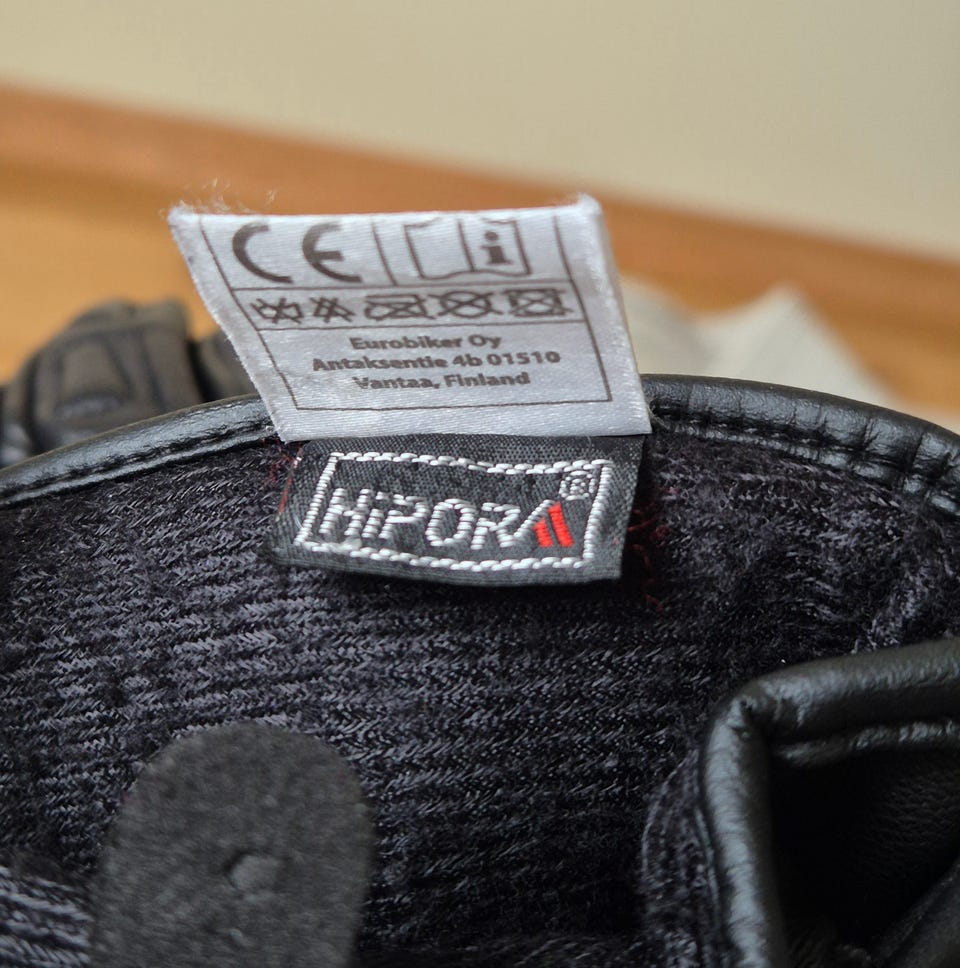 CE i
Eurobiker Oy
Antaksentie 4b 01510
Vantaa, Finland
HiPORA®